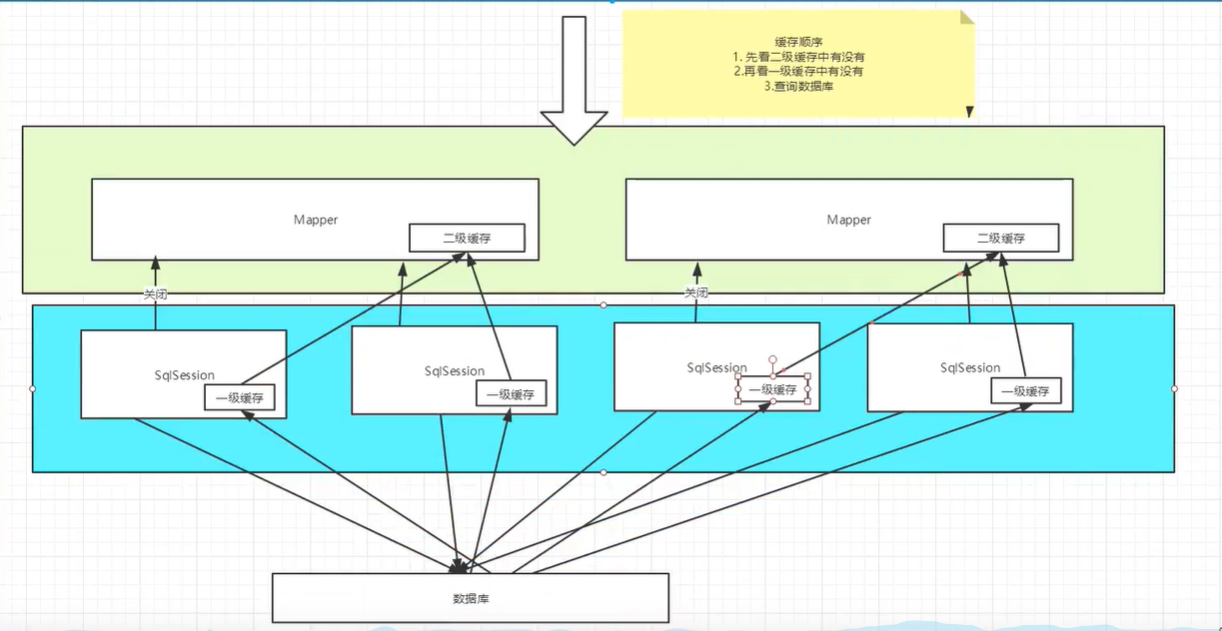 缓存顺序
1. 先看二级缓存中有没有
2.再看一级缓存中有没有
3.查询数据库
Mapper
二级缓存
Mapper
二级缓存
关闭
关闭
SqlSession
一级缓存
SqlSession
一级缓存
SqlSession
一级缓存
SqlSession
一级缓存
数据库